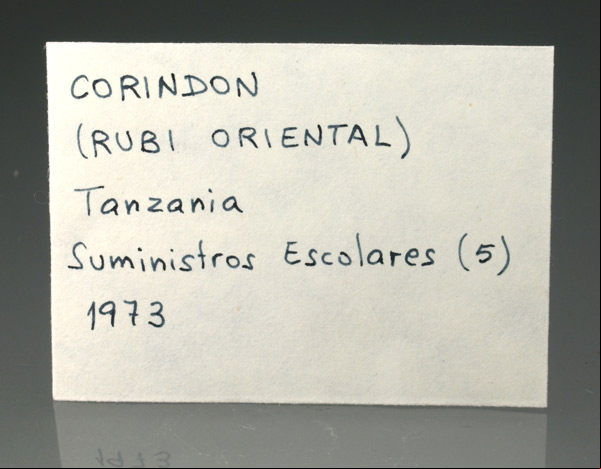 CORINDON
(RUBI ORIENTAL)
Tanzania
Suministros Escolares (5)
1973